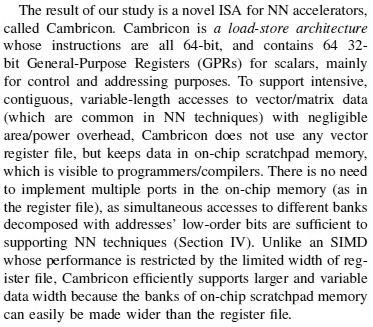 The result of our study is a novel ISA for NN accelerators,
called Cambricon. Cambricon is a load-store architecture
whose instructions are all 64-bit, and contains 64 32-
bit General-Purpose Registers (GPRs) for scalars, mainly
for control and addressing purposes. To support intensive,
contiguous, variable-length accesses to vector/matrix data
(which are common in NN techniques) with negligible
area/power overhead, Cambricon does not use any vector
register file, but keeps data in on-chip scratchpad memory,
which is visible to programmers/compilers. There is no need
to implement multiple ports in the on-chip memory (as in
the register file), as simultaneous accesses to different banks
decomposed with addresses' low-order bits are sufficient to
supporting NN techniques (Section IV). Unlike an SIMD
whose performance is restricted by the limited width of reg-
ister file, Cambricon efficiently supports larger and variable
data width because the banks of on-chip scratchpad memory
can easily be made wider than the register file.